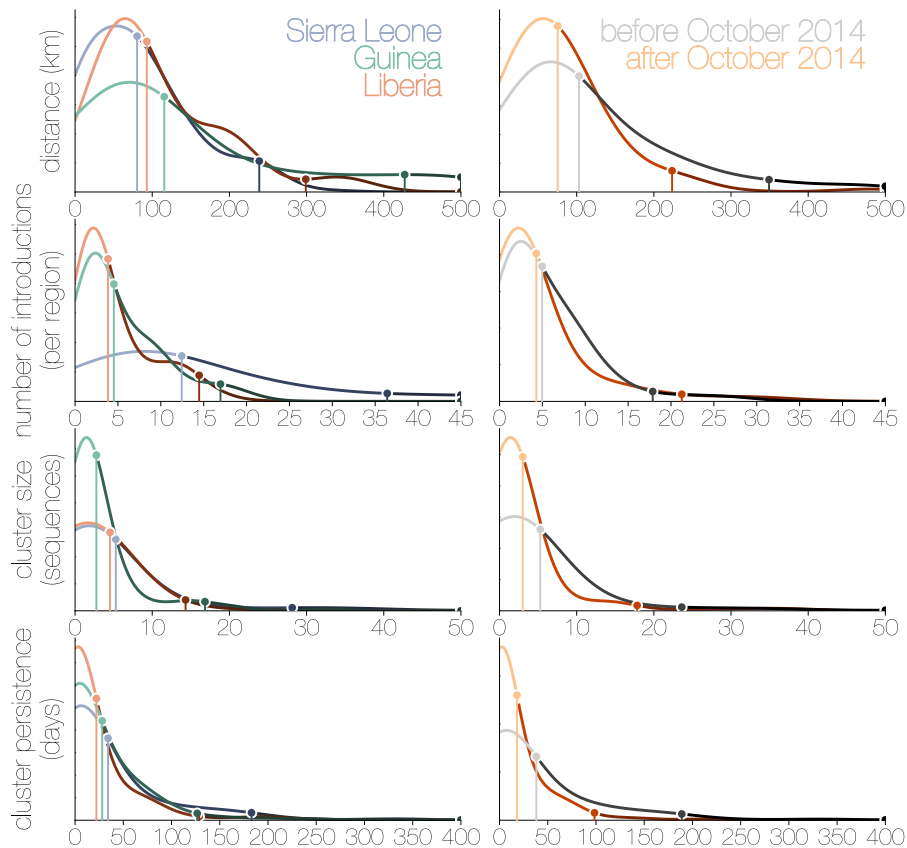 distance (km)
Sierra Leone
Guinea
Liberia
before October 2014
after October 2014
0 100 200 300 400 500
0 100 200 300 400 500
number of introductions
(per region)
0 5 10 15 20 25 30 35 40 45
0 5 10 15 20 25 30 35 40 45
cluster size
(sequences)
0 10 20 30 40 50
0 10 20 30 40 50
cluster persistence
(days)
0 50 100 150 200 250 300 350 400
0 50 100 150 200 250 300 350 400